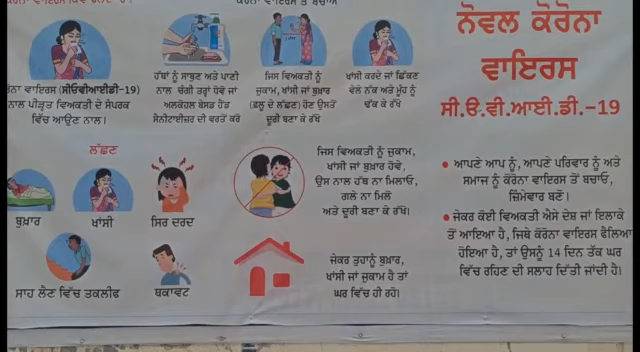 ਨੋਵਲ ਕੋਰੋਨਾ
ਵਾਇਰਸ
ਸੀ.ੳ.ਵੀ.ਆਈ.ਡੀ.–19
ਵਾਇਰਸ (ਸੀਓਵੀਆਈਡੀ-19)
ਨਾਲ ਪੀੜ੍ਹਤ ਵਿਅਕਤੀ ਦੇ ਸੰਪਰਕ
ਵਿੱਚ ਆਉਣ ਨਾਲ।
ਹੱਥਾਂ ਨੂੰ ਸਾਬੁਣ ਅਤੇ ਪਾਣੀ
ਨਾਲ ਚੰਗੀ ਤਰ੍ਹਾਂ ਧੋਵੋ ਜਾਂ
ਅਲਕੋਹਲ ਬੇਸਡ ਹੈਂਡ
ਸੈਨੀਟਾਈਜ਼ਰ ਦੀ ਵਰਤੋਂ ਕਰੋ
ਜਿਸ ਵਿਅਕਤੀ ਨੂੰ
ਜੁਕਾਮ, ਖਾਂਸੀ ਜਾਂ ਬੁਖ਼ਾਰ
(ਫ਼ਲੂ ਦੇ ਲੱਛਣ) ਹੋਣ ਉਸਤੋਂ
ਦੂਰੀ ਬਣਾ ਕੇ ਰੱਖੋ
ਖਾਂਸੀ ਕਰਦੇ ਜਾਂ ਛਿੱਕਣ
ਵੇਲੇ ਨੱਕ ਅਤੇ ਮੂੰਹ ਨੂੰ
ਢੱਕ ਕੇ ਰੱਖੋ
ਲੱਛਣ
ਬੁਖ਼ਾਰ
ਖਾਂਸੀ
ਸਿਰ ਦਰਦ
ਸਾਹ ਲੈਣ ਵਿੱਚ ਤਕਲੀਫ
ਥਕਾਵਟ
ਜਿਸ ਵਿਅਕਤੀ ਨੂੰ ਜੁਕਾਮ,
ਖਾਂਸੀ ਜਾਂ ਬੁਖ਼ਾਰ ਹੋਵੇ,
ਉਸ ਨਾਲ ਹੱਥ ਨਾ ਮਿਲਾਓ,
ਗਲੇ ਨਾ ਮਿਲੋ
ਅਤੇ ਦੂਰੀ ਬਣਾ ਕੇ ਰੱਖੋ।
ਜੇਕਰ ਤੁਹਾਨੂੰ ਬੁਖ਼ਾਰ,
ਖਾਂਸੀ ਜਾਂ ਜੁਕਾਮ ਹੈ ਤਾਂ
ਘਰ ਵਿੱਚ ਹੀ ਰਹੋ।
• ਆਪਣੇ ਆਪ ਨੂੰ, ਆਪਣੇ ਪਰਿਵਾਰ ਨੂੰ ਅਤੇ
ਸਮਾਜ ਨੂੰ ਕੋਰੋਨਾ ਵਾਇਰਸ ਤੋਂ ਬਚਾਓ,
ਜ਼ਿੰਮੇਵਾਰ ਬਣੋ।
• ਜੇਕਰ ਕੋਈ ਵਿਅਕਤੀ ਐਸੇ ਦੇਸ਼ ਜਾਂ ਇਲਾਕੇ
ਤੋਂ ਆਇਆ ਹੈ, ਜਿਥੇ ਕੋਰੋਨਾ ਵਾਇਰਸ ਫੈਲਿਆ
ਹੋਇਆ ਹੈ, ਤਾਂ ਉਸਨੂੰ 14 ਦਿਨ ਤੱਕ ਘਰ
ਵਿੱਚ ਰਹਿਣ ਦੀ ਸਲਾਹ ਦਿੱਤੀ ਜਾਂਦੀ ਹੈ।